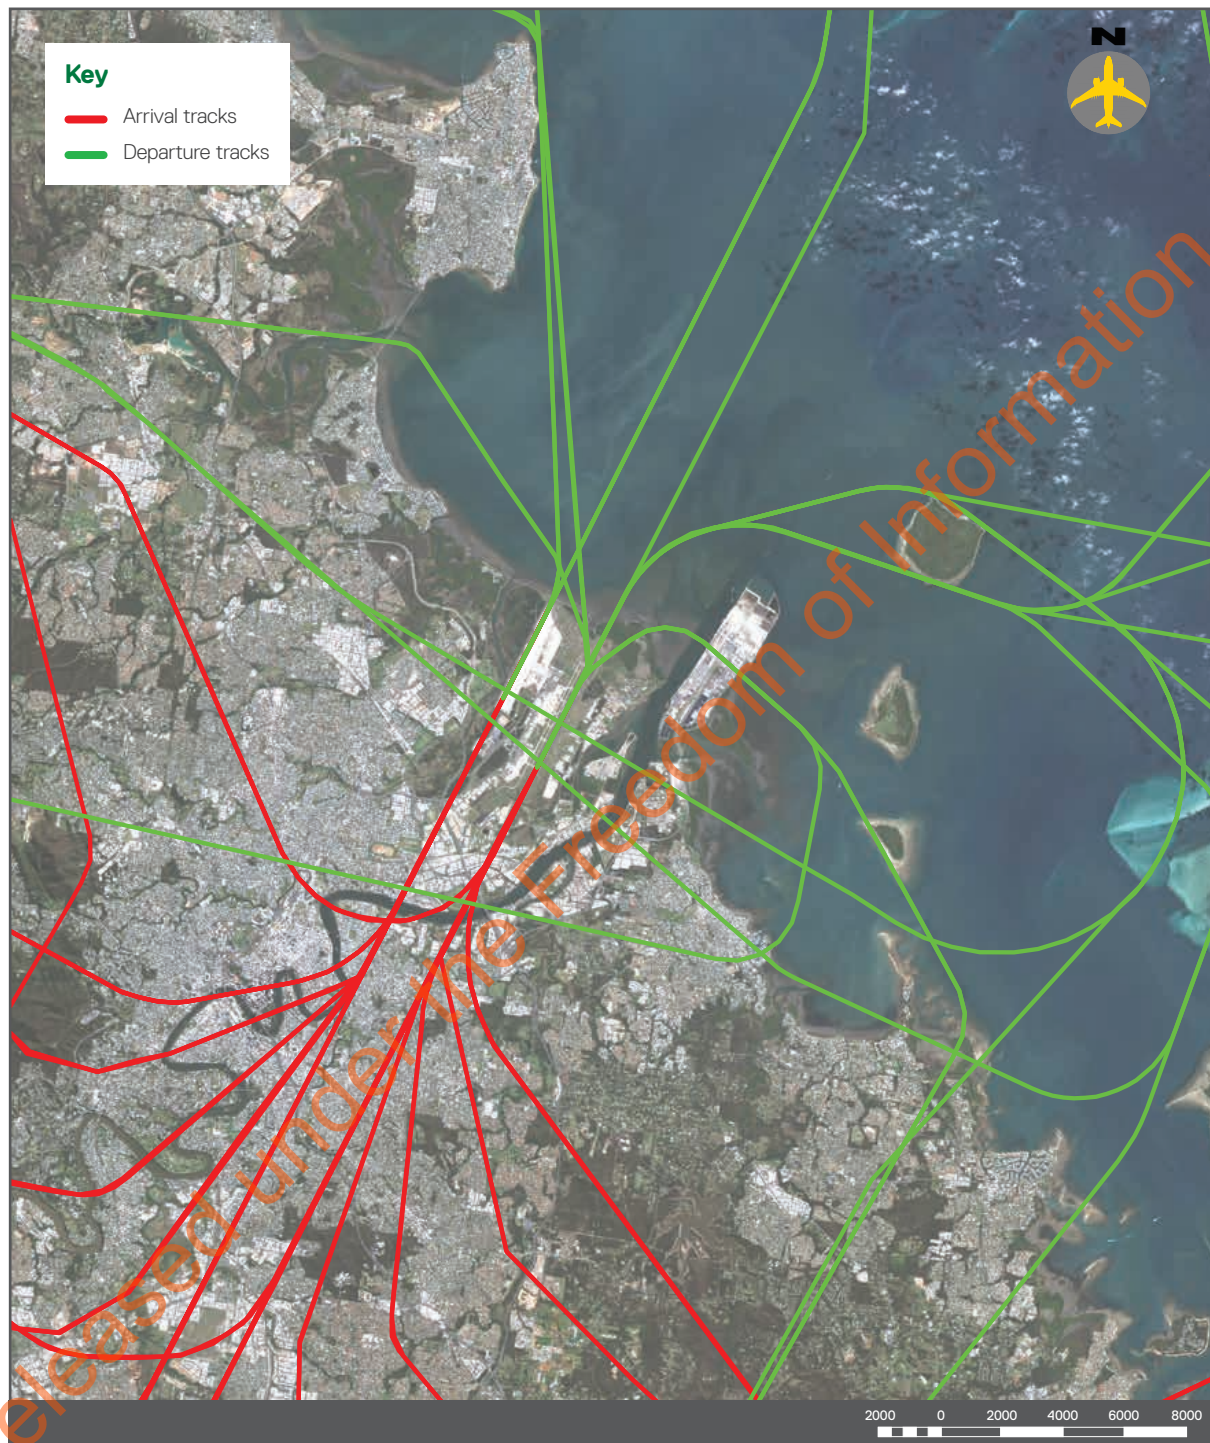 N
Key
Arrival tracks
Departure tracks
eleased under the Freedom of Information
2000 0 2000 4000 6000 8000